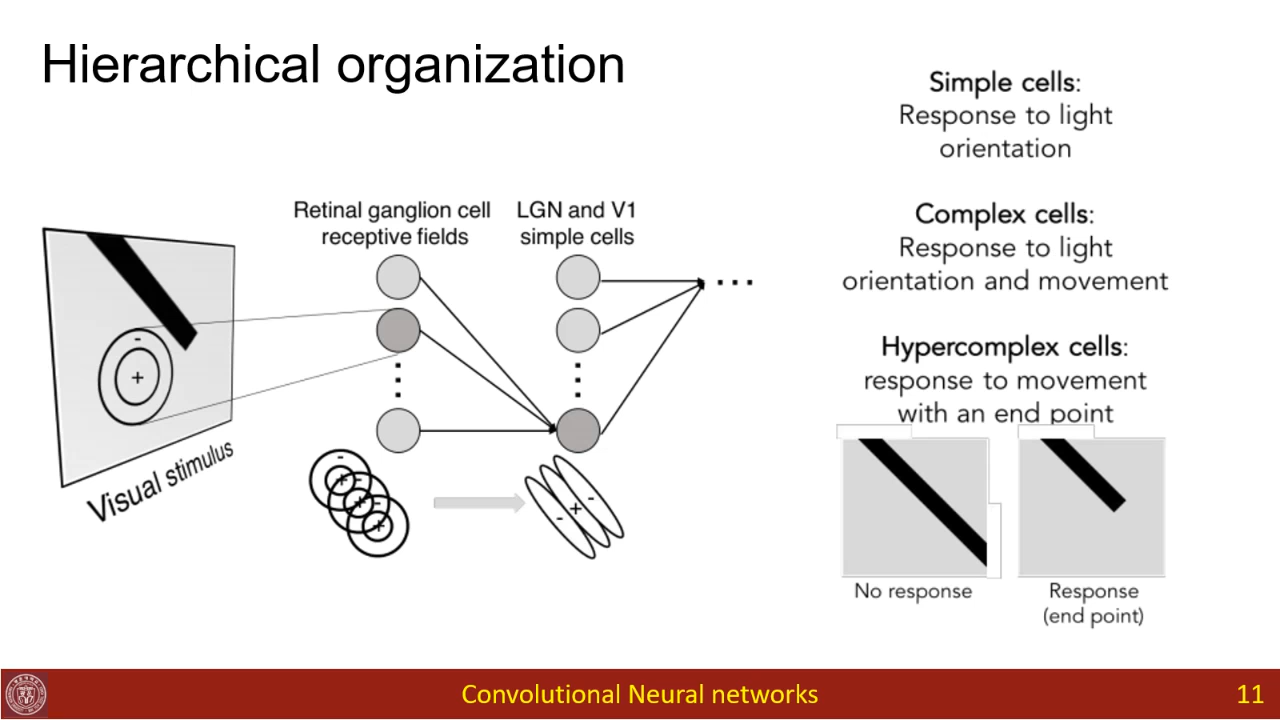 Hierarchical organization
Simple cells:
Response to light
orientation
Complex cells:
Response to light
orientation and movement
Hypercomplex cells:
response to movement
with an end point
No response
Response
(end point)
Retinal ganglion cell
receptive fields
LGN and V1
simple cells
...
-
+
Visual stimulus
-
+
-
+
-
+
-
+
-
Convolutional Neural networks
11